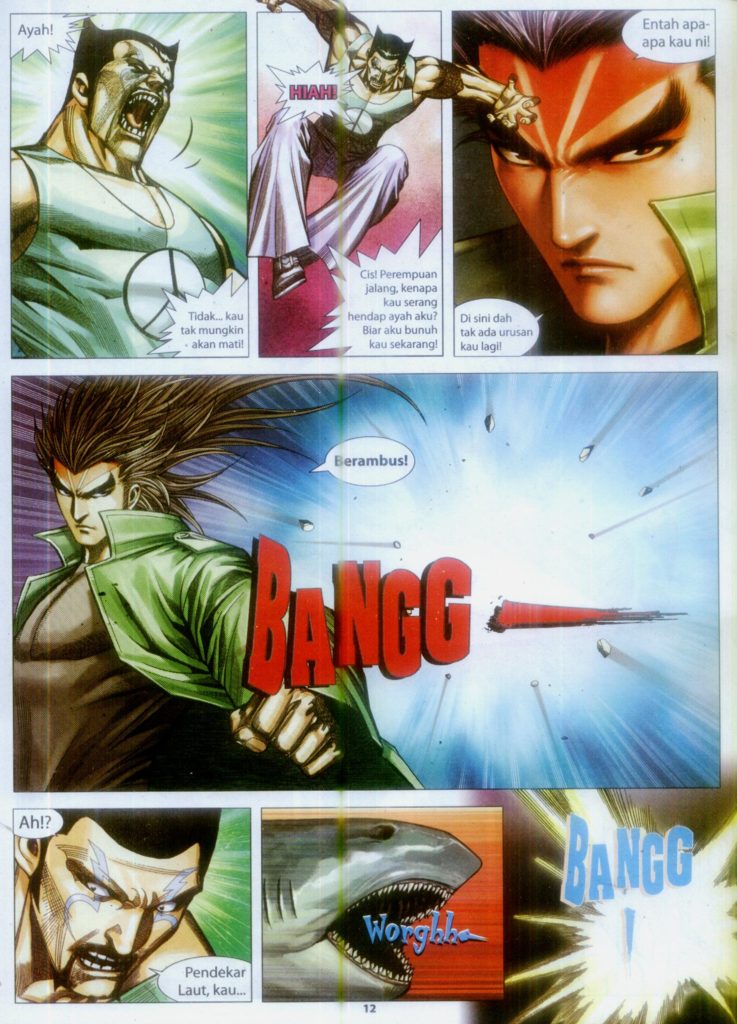 Ayah!
Tidak... kau
tak mungkin
- akan mati!
HIAH!
Cis! Perempuan
jalang, kenapa
kau serang
hendap ayah aku?
Biar aku bunuh
kau sekarang!
Entah apa-
apa kau ni!
Di sini dah
tak ada urusan
kau lagi!
Berambus!
BANGG
Ah!?
Pendekar
Laut, kau...
Worghh
BANGG
!
12